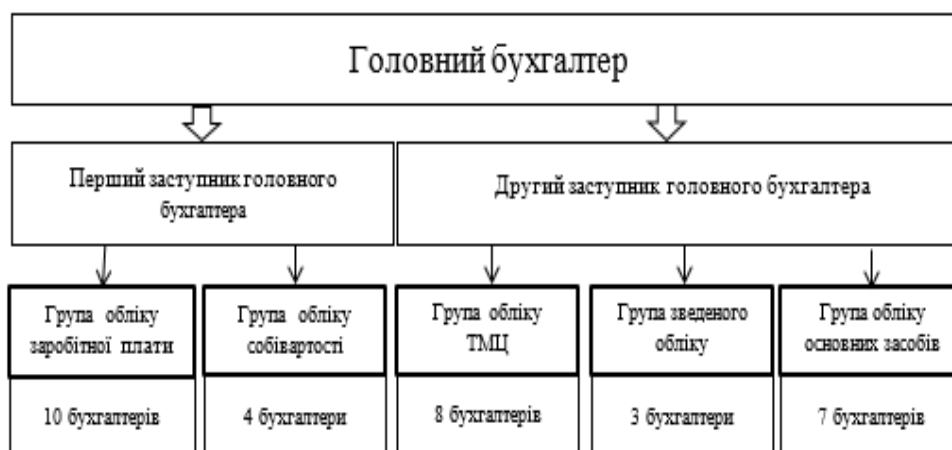 Головний бухгалтер
Перший заступник головного
бухгалтера
Другий заступник головного бухгалтера
Група обліку
заробітної плати
Група обліку
собівартості
Група обліку
ТМЦ
Група зведеного
обліку
Група обліку
основних засобів
10 бухгалтерів
4 бухгалтери
8 бухгалтерів
3 бухгалтери
7 бухгалтерів